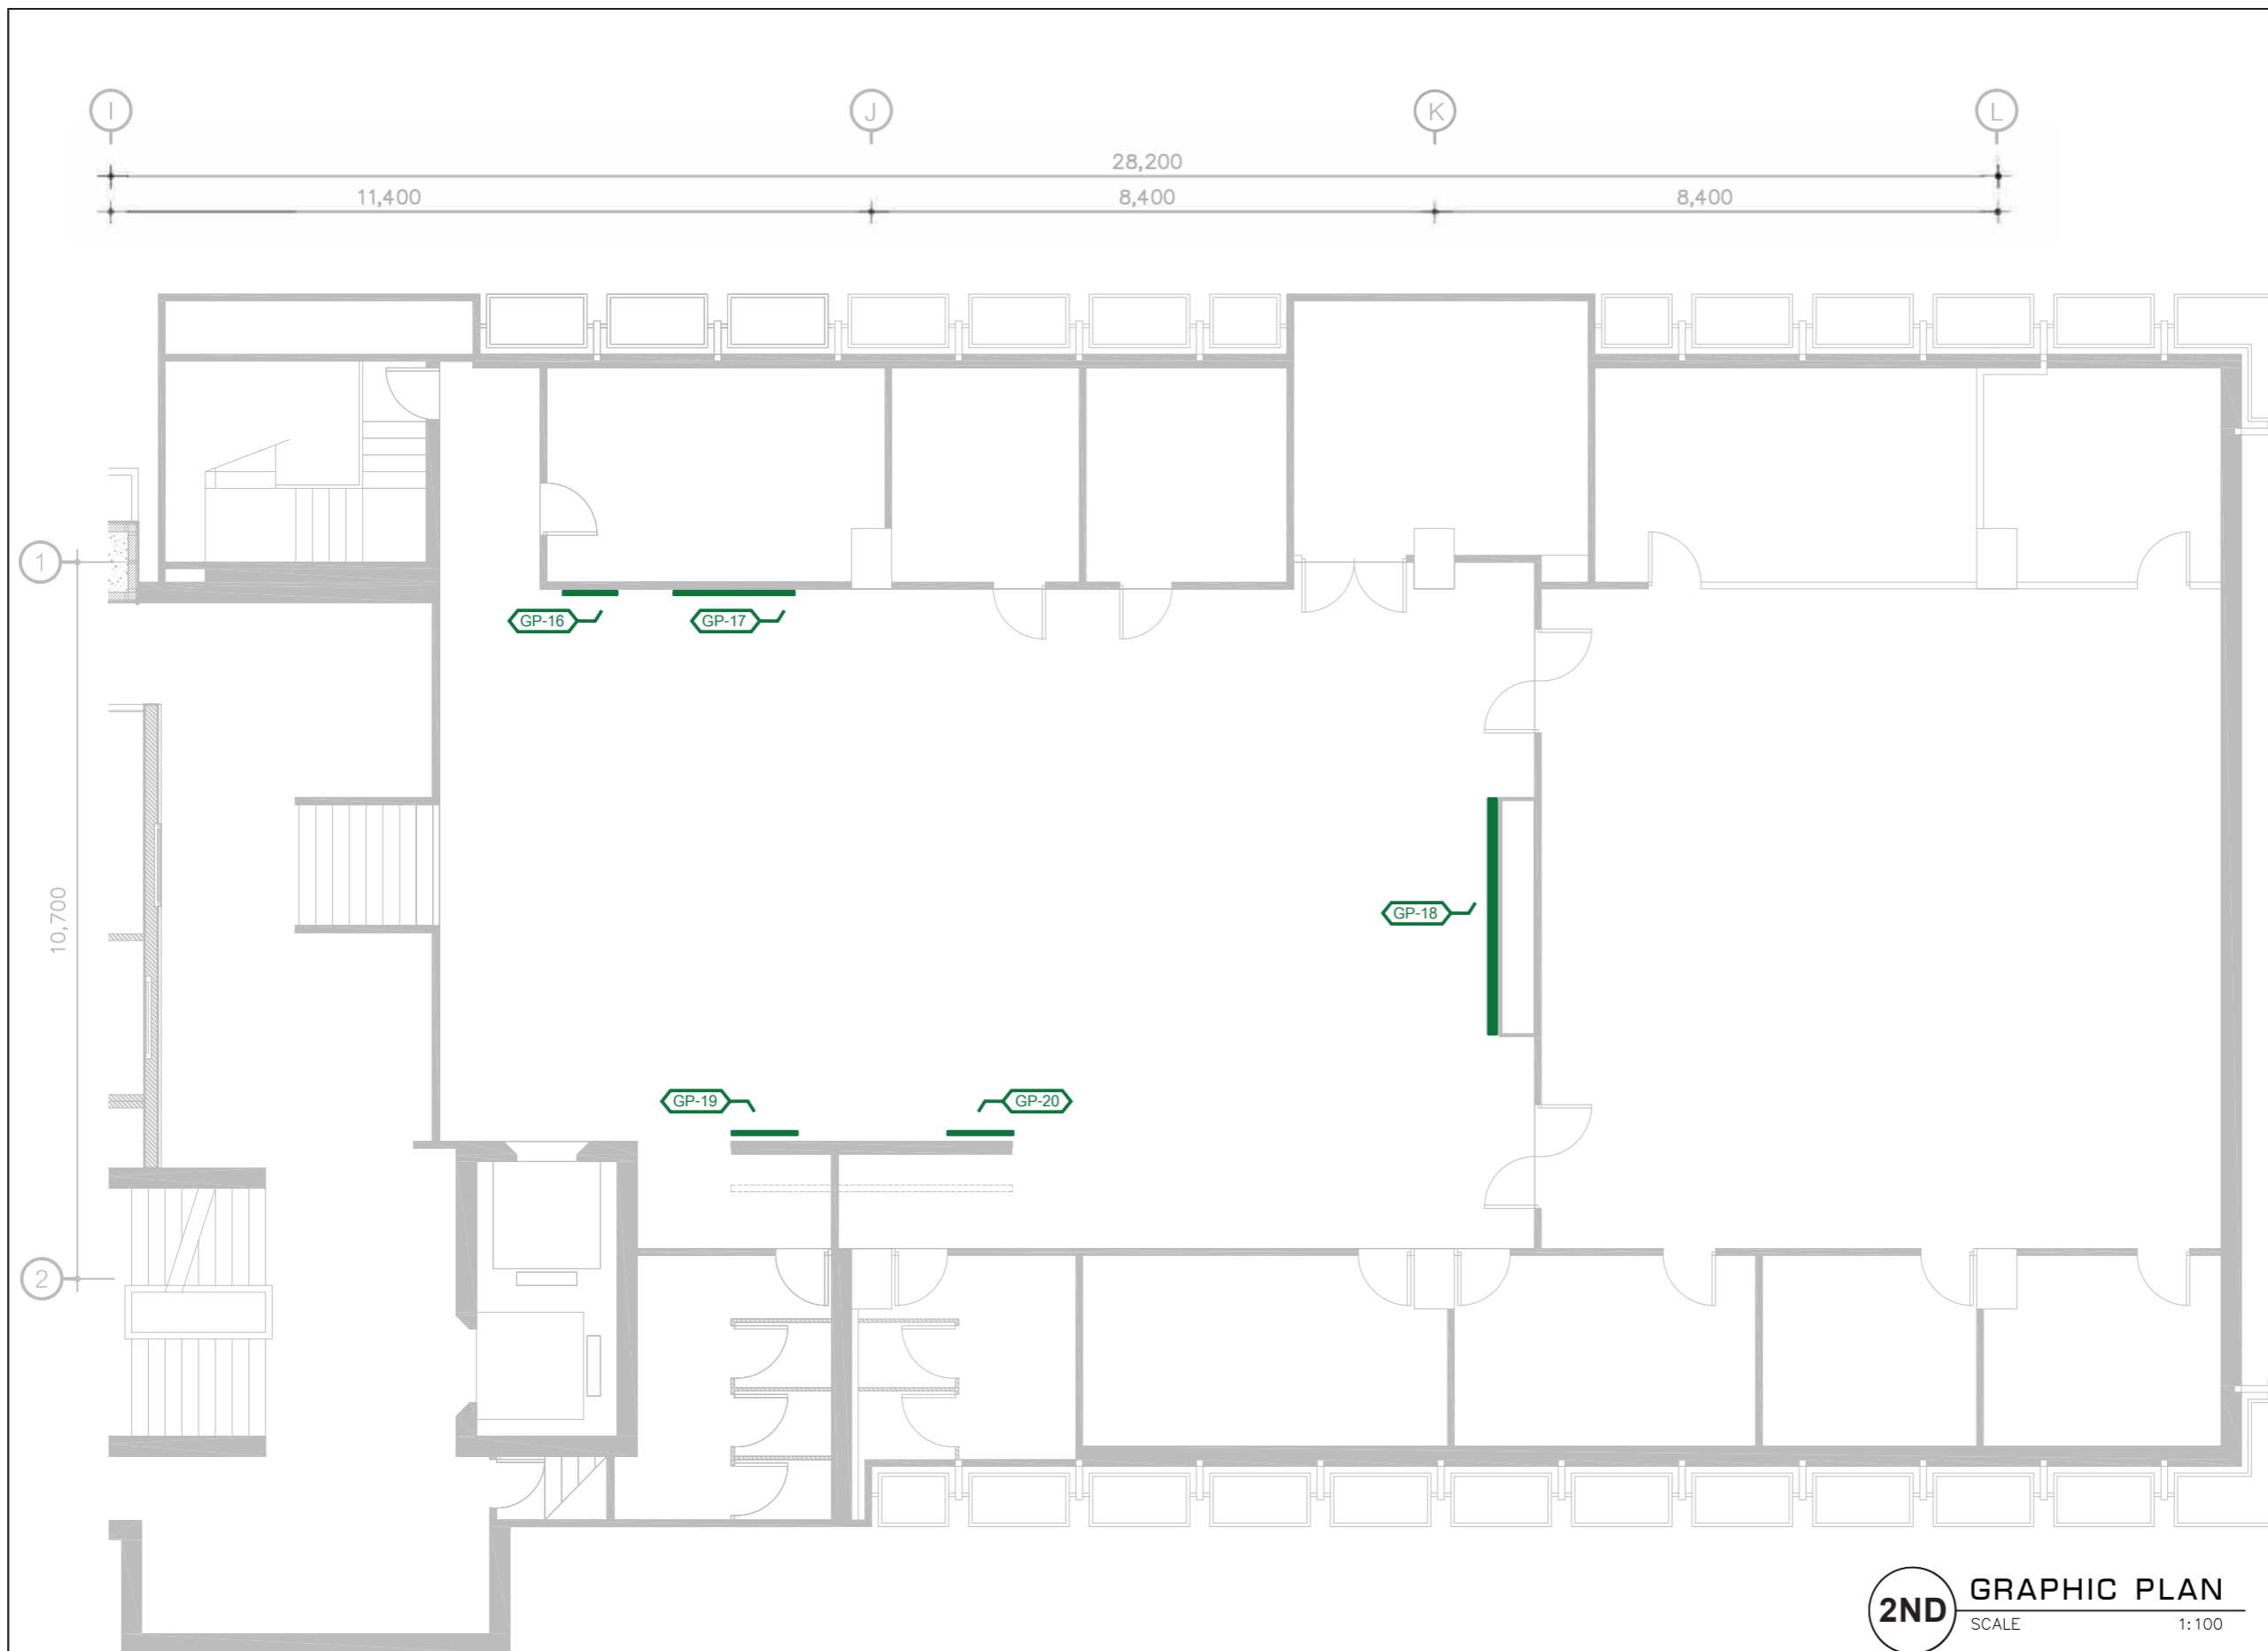 I
J
K
L
28,200
11,400
8,400
8,400
1
GP-16
GP-17
10,700
GP-18
GP-19
GP-20
2
2ND
GRAPHIC PLAN
SCALE 1:100